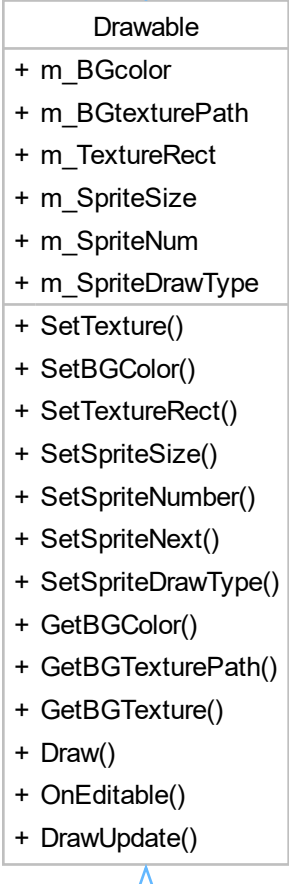 Drawable
+ m_BGcolor
+ m_BGtexturePath
+ m_TextureRect
+ m_SpriteSize
+ m_SpriteNum
+ m_SpriteDrawType
+ SetTexture()
+ SetBGColor()
+ SetTextureRect()
+ SetSpriteSize()
+ SetSpriteNumber()
+ SetSpriteNext()
+ SetSpriteDrawType()
+ GetBGColor()
+ GetBGTexturePath()
+ GetBGTexture()
+ Draw()
+ OnEditable()
+ DrawUpdate()